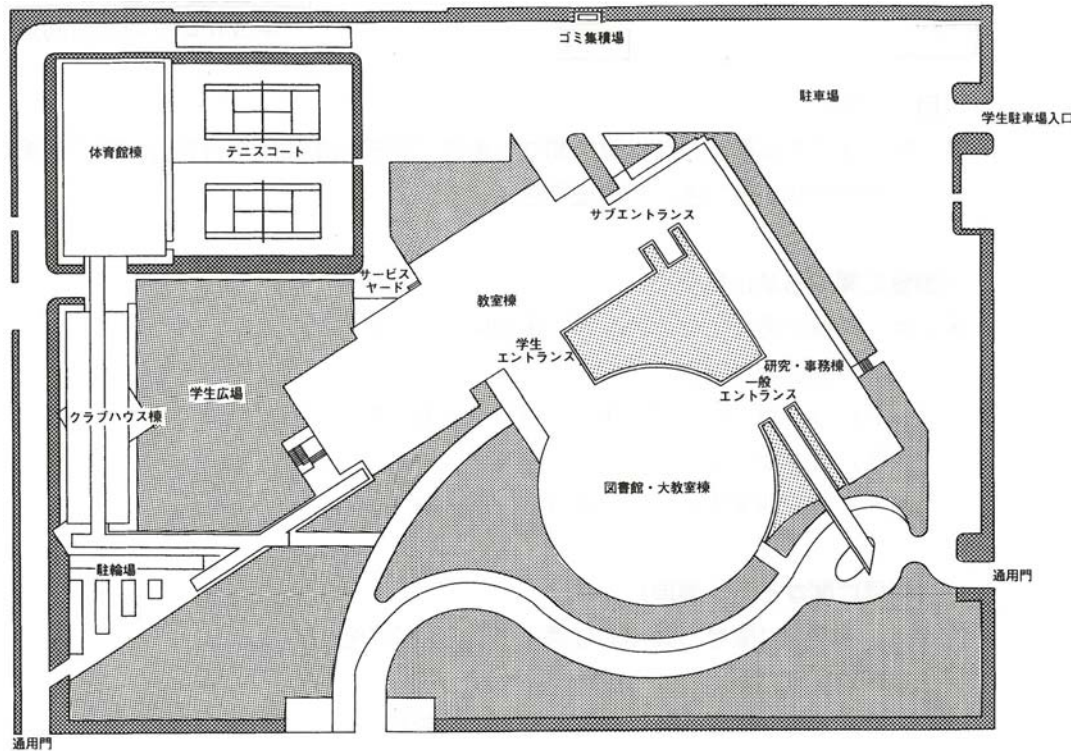 ゴミ集積場
駐車場
学生駐車場入口
体育館棟
テニスコート
サブエントランス
サービス
ヤード
教室棟
学生
エントランス
研究・事務棟
一般
エントランス
学生広場
クラブハウス棟
図書館・大教室棟
駐輪場
通用門
通用門